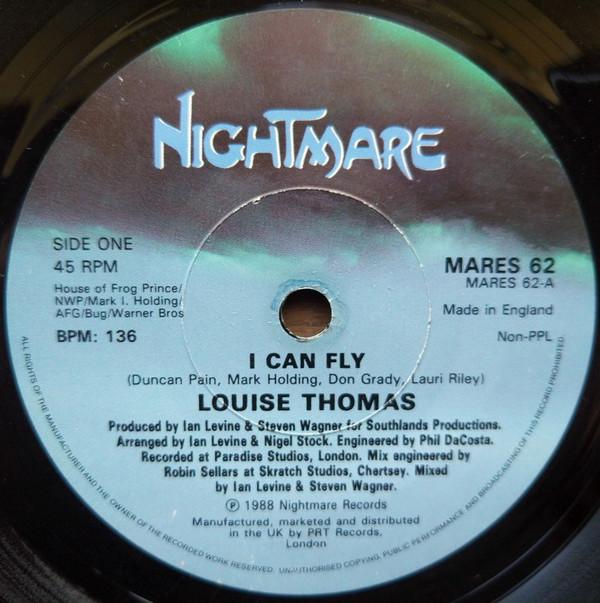 NIGHTMARE
SIDE ONE
45 RPM
House of Frog Prince/
NWP/Mark I. Holding/
AFG/Bug/Warner Bros
BPM: 136
MARES 62
MARES 62-A
Made in England
Non-PPL
I CAN FLY
(Duncan Pain, Mark Holding, Don Grady, Lauri Riley)
LOUISE THOMAS
Produced by Ian Levine & Steven Wagner for Southlands Productions.
Arranged by Ian Levine & Nigel Stock. Engineered by Phil DaCosta.
Recorded at Paradise Studios, London. Mix engineered by
Robin Sellars at Skratch Studios, Chertsey. Mixed
by Ian Levine & Steven Wagner.
℗ 1988 Nightmare Records
Manufactured, marketed and distributed
in the UK by PRT Records,
London
ALL RIGHTS OF THE MANUFACTURER AND THE OWNER OF THE RECORDED WORK RESERVED. UNAUTHORISED COPYING, PUBLIC PERFORMANCE AND BROADCASTING OF THIS RECORD PROHIBITED.